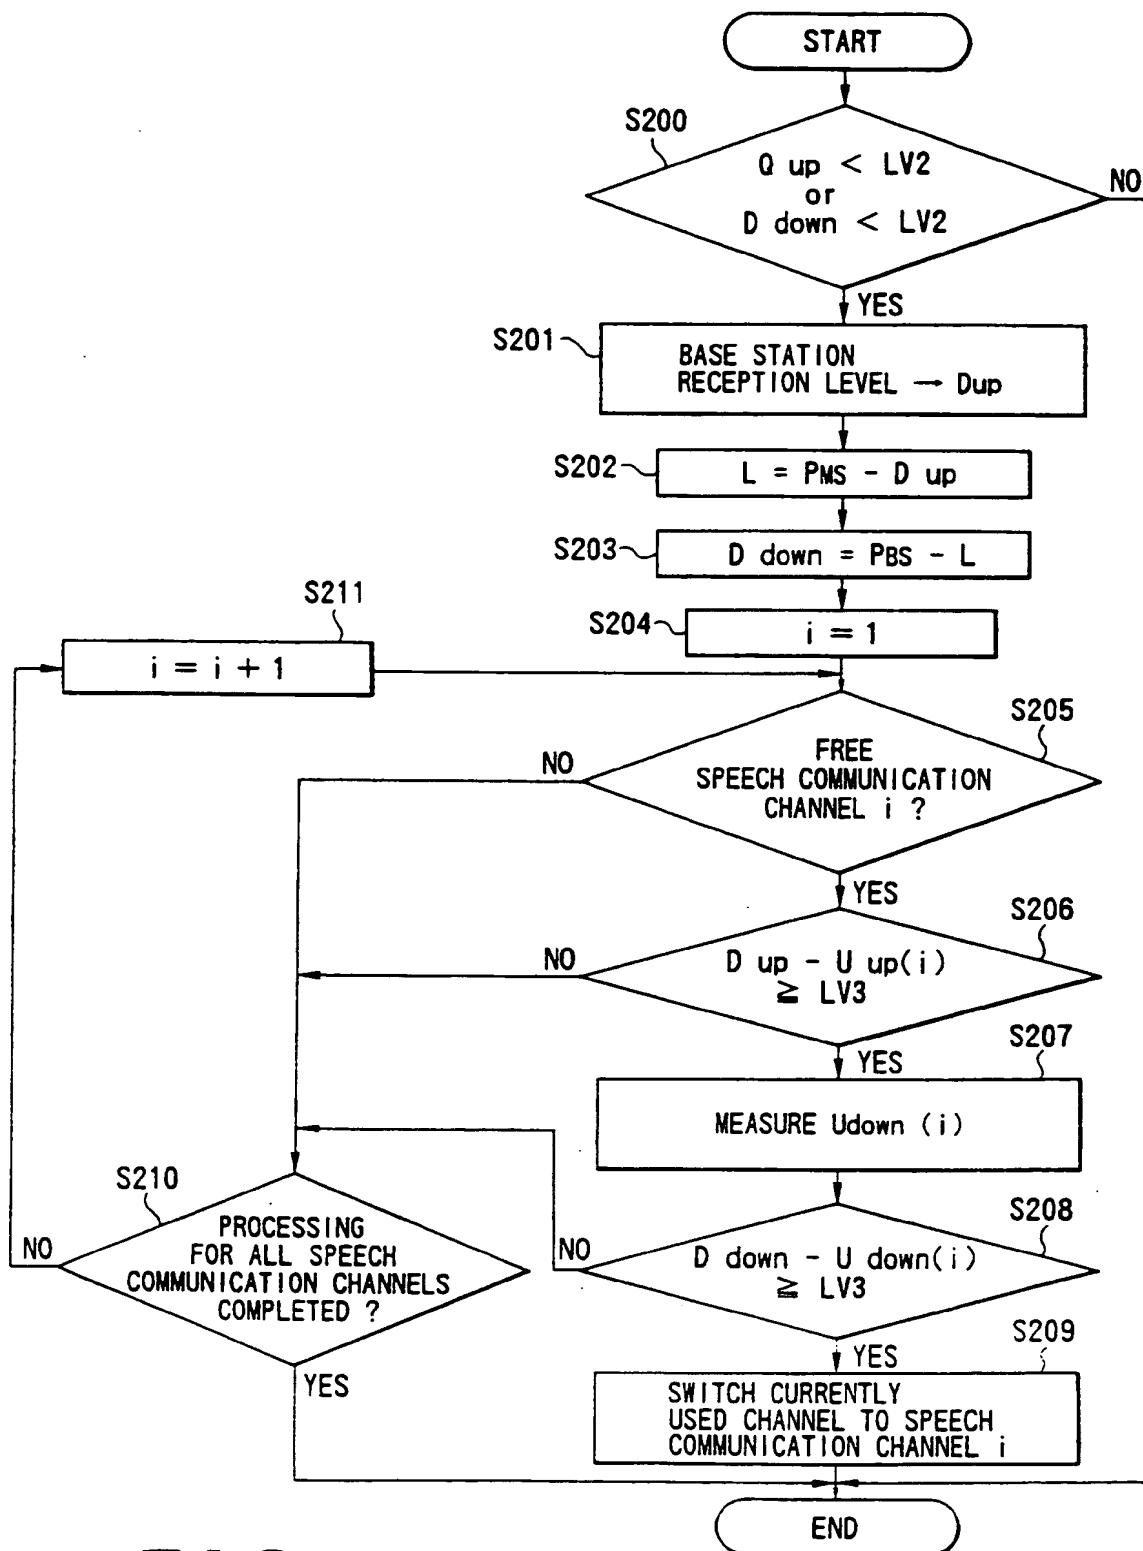 START
S200
Q up < LV2
or
D down < LV2
NO
YES
S201
BASE STATION
RECEPTION LEVEL → Dup
S202
L = PMS - D up
S203
D down = PBS - L
S211
S204
i = 1
i = i + 1
S205
NO
FREE
SPEECH COMMUNICATION
CHANNEL i ?
YES
S206
NO
D up - U up(i)
≧ LV3
YES
S207
MEASURE Udown (i)
S210
NO
PROCESSING
FOR ALL SPEECH
COMMUNICATION CHANNELS
COMPLETED ?
YES
S208
NO
D down - U down(i)
≧ LV3
YES
S209
SWITCH CURRENTLY
USED CHANNEL TO SPEECH
COMMUNICATION CHANNEL i
END